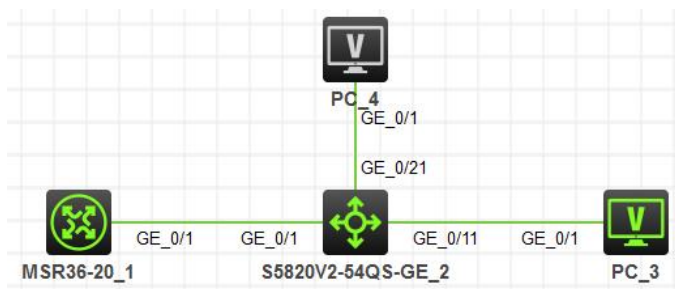 V
PC_4
GE_0/1
GE_0/21
V
GE_0/1 GE_0/1 GE_0/11 GE_0/1
MSR36-20_1 S5820V2-54QS-GE_2 PC_3